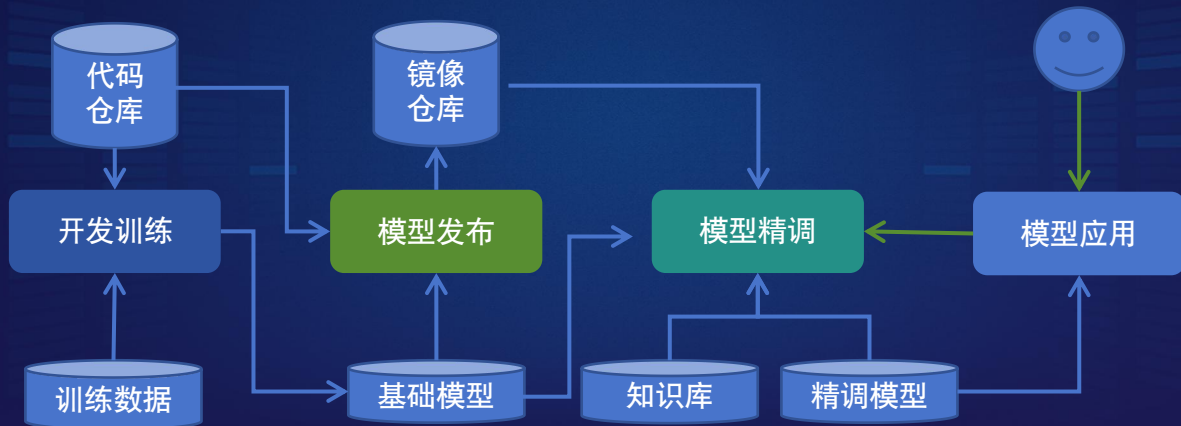 代码
仓库
镜像
仓库
开发训练
模型发布
模型精调
模型应用
训练数据
基础模型
知识库
精调模型